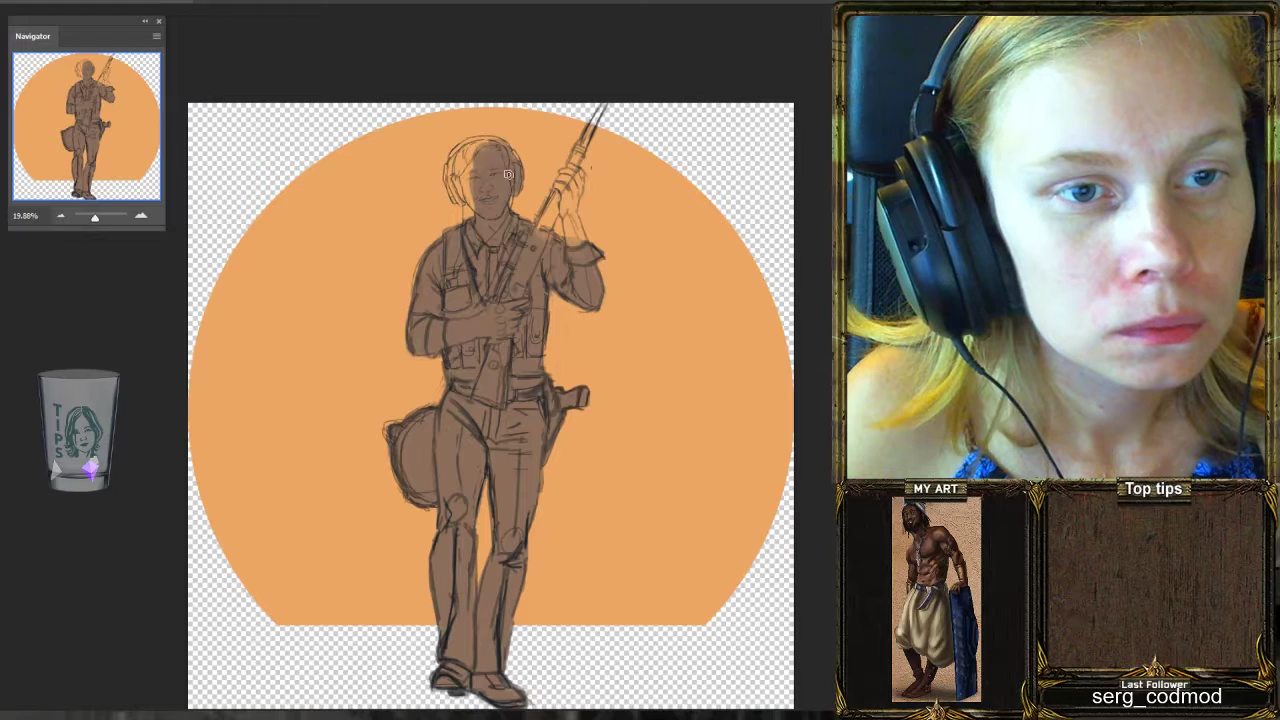 Navigator
19.88%
TIPS
MY ART
Top tips
Last Follower
serg_codmod